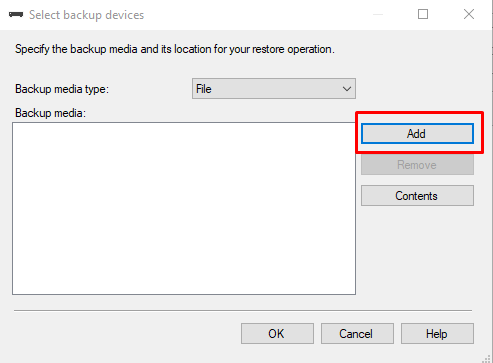 Select backup devices
Specify the backup media and its location for your restore operation.
Backup media type:
File
Backup media:
Add
Remove
Contents
OK
Cancel
Help